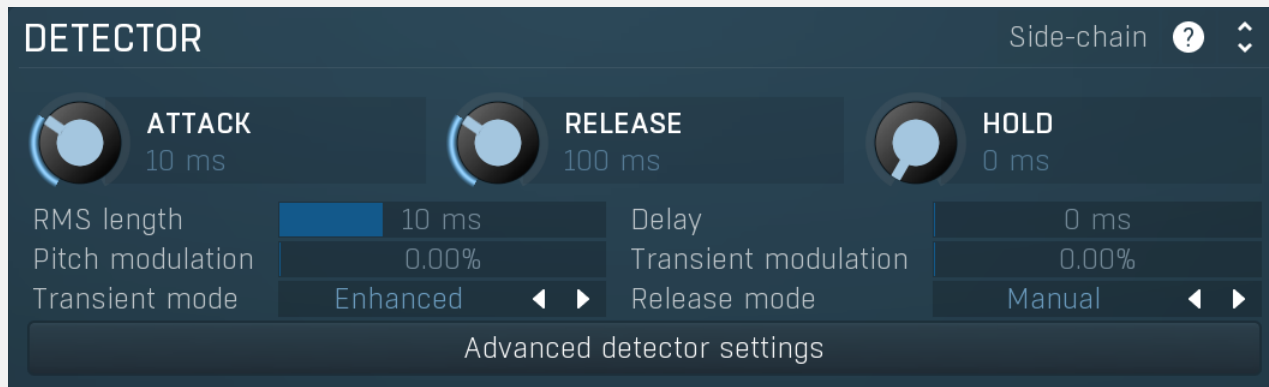 DETECTOR Side-chain ?
ATTACK RELEASE HOLD
10 ms 100 ms 0 ms
RMS length 10 ms Delay 0 ms
Pitch modulation 0.00% Transient modulation 0.00%
Transient mode Enhanced Release mode Manual
Advanced detector settings